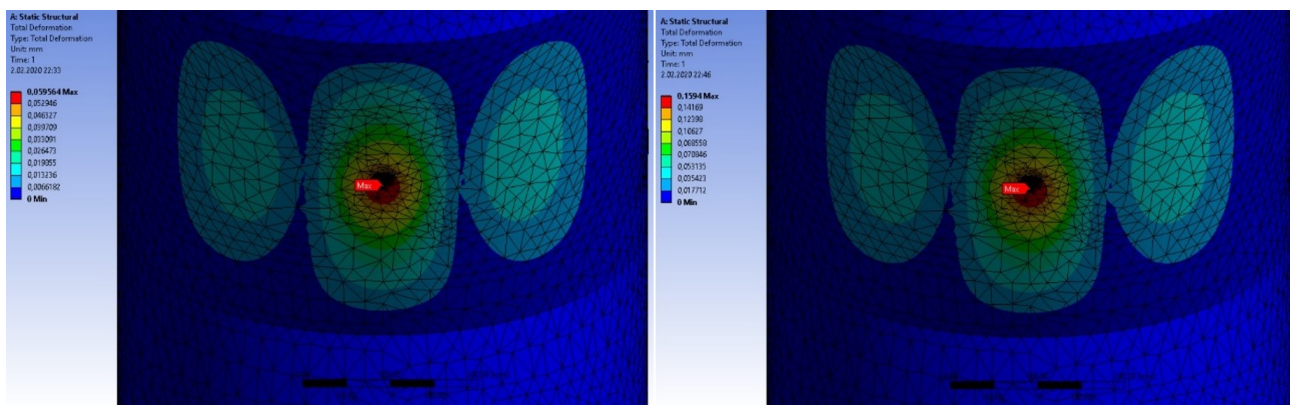 A: Static Structural
Total Deformation
Type: Total Deformation
Unit: mm
Time: 1
2.02.2020 22:33
0,059564 Max
0,052946
0,046327
0,039709
0,033091
0,026473
0,019855
0,013236
0,0066182
0 Min
Max
A: Static Structural
Total Deformation
Type: Total Deformation
Unit: mm
Time: 1
2.02.2020 22:46
0,1594 Max
0,14169
0,12398
0,10627
0,088558
0,070846
0,053135
0,035423
0,017712
0 Min
Max